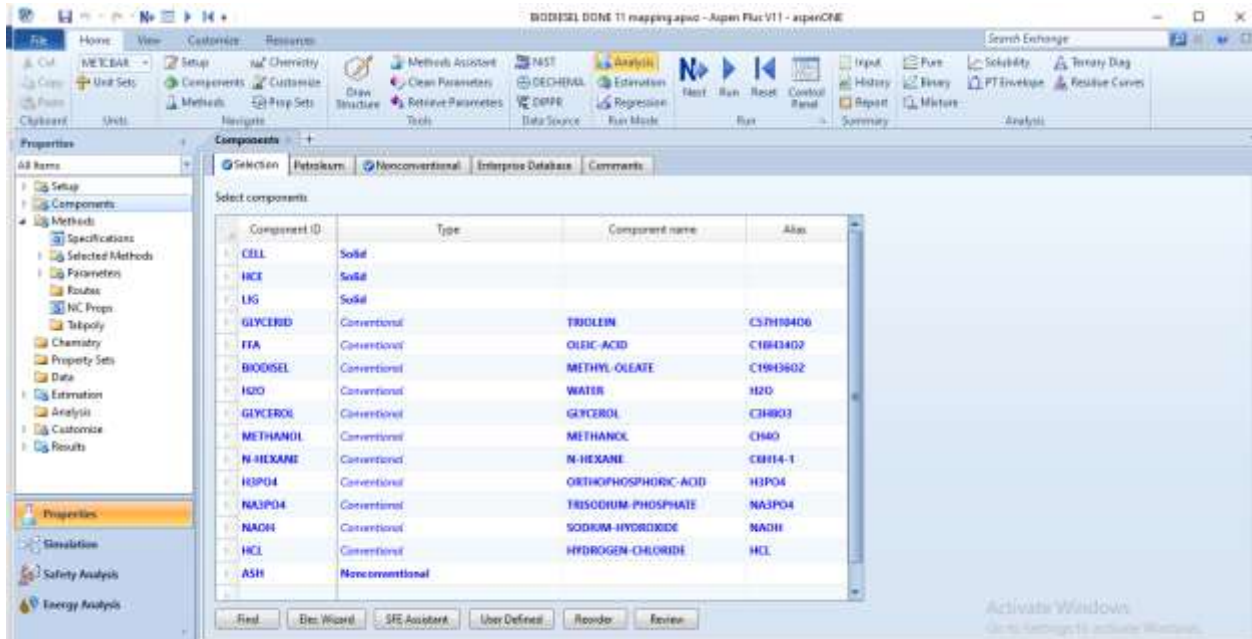 BIODIESEL DONE 11 mapping.apwz - Aspen Plus V11 - aspenONE
File Home View Customize Resources Search Exchange
Cut METCBAR Setup Chemistry Methods Assistant NIST Analysis Input Pure Solubility Ternary Diag
Copy Unit Sets Components Customize Clean Parameters DECHEMA Estimation History Binary PT Envelope Residue Curves
Paste Methods Prop Sets Draw Structure Retrieve Parameters DIPPR Regression Next Run Reset Control Panel Report Mixture
Clipboard Units Navigate Tools Data Source Run Mode Run Summary Analysis
Properties
All Items
Setup
Components
Methods
Specifications
Selected Methods
Parameters
Routes
NC Props
Tabpoly
Chemistry
Property Sets
Data
Estimation
Analysis
Customize
Results
Properties
Simulation
Safety Analysis
Energy Analysis
Components +
Selection Petroleum Nonconventional Enterprise Database Comments
Select components
Component ID Type Component name Alias
CELL Solid
HCE Solid
LIG Solid
GLYCERID Conventional TRIOLEIN C57H104O6
FFA Conventional OLEIC-ACID C18H34O2
BIODISEL Conventional METHYL-OLEATE C19H36O2
H2O Conventional WATER H2O
GLYCEROL Conventional GLYCEROL C3H8O3
METHANOL Conventional METHANOL CH4O
N-HEXANE Conventional N-HEXANE C6H14-1
H3PO4 Conventional ORTHOPHOSPHORIC-ACID H3PO4
NA3PO4 Conventional TRISODIUM-PHOSPHATE NA3PO4
NAOH Conventional SODIUM-HYDROXIDE NAOH
HCL Conventional HYDROGEN-CHLORIDE HCL
ASH Nonconventional
Find Elec Wizard SFE Assistant User Defined Reorder Review
Activate Windows
Go to Settings to activate Windows.